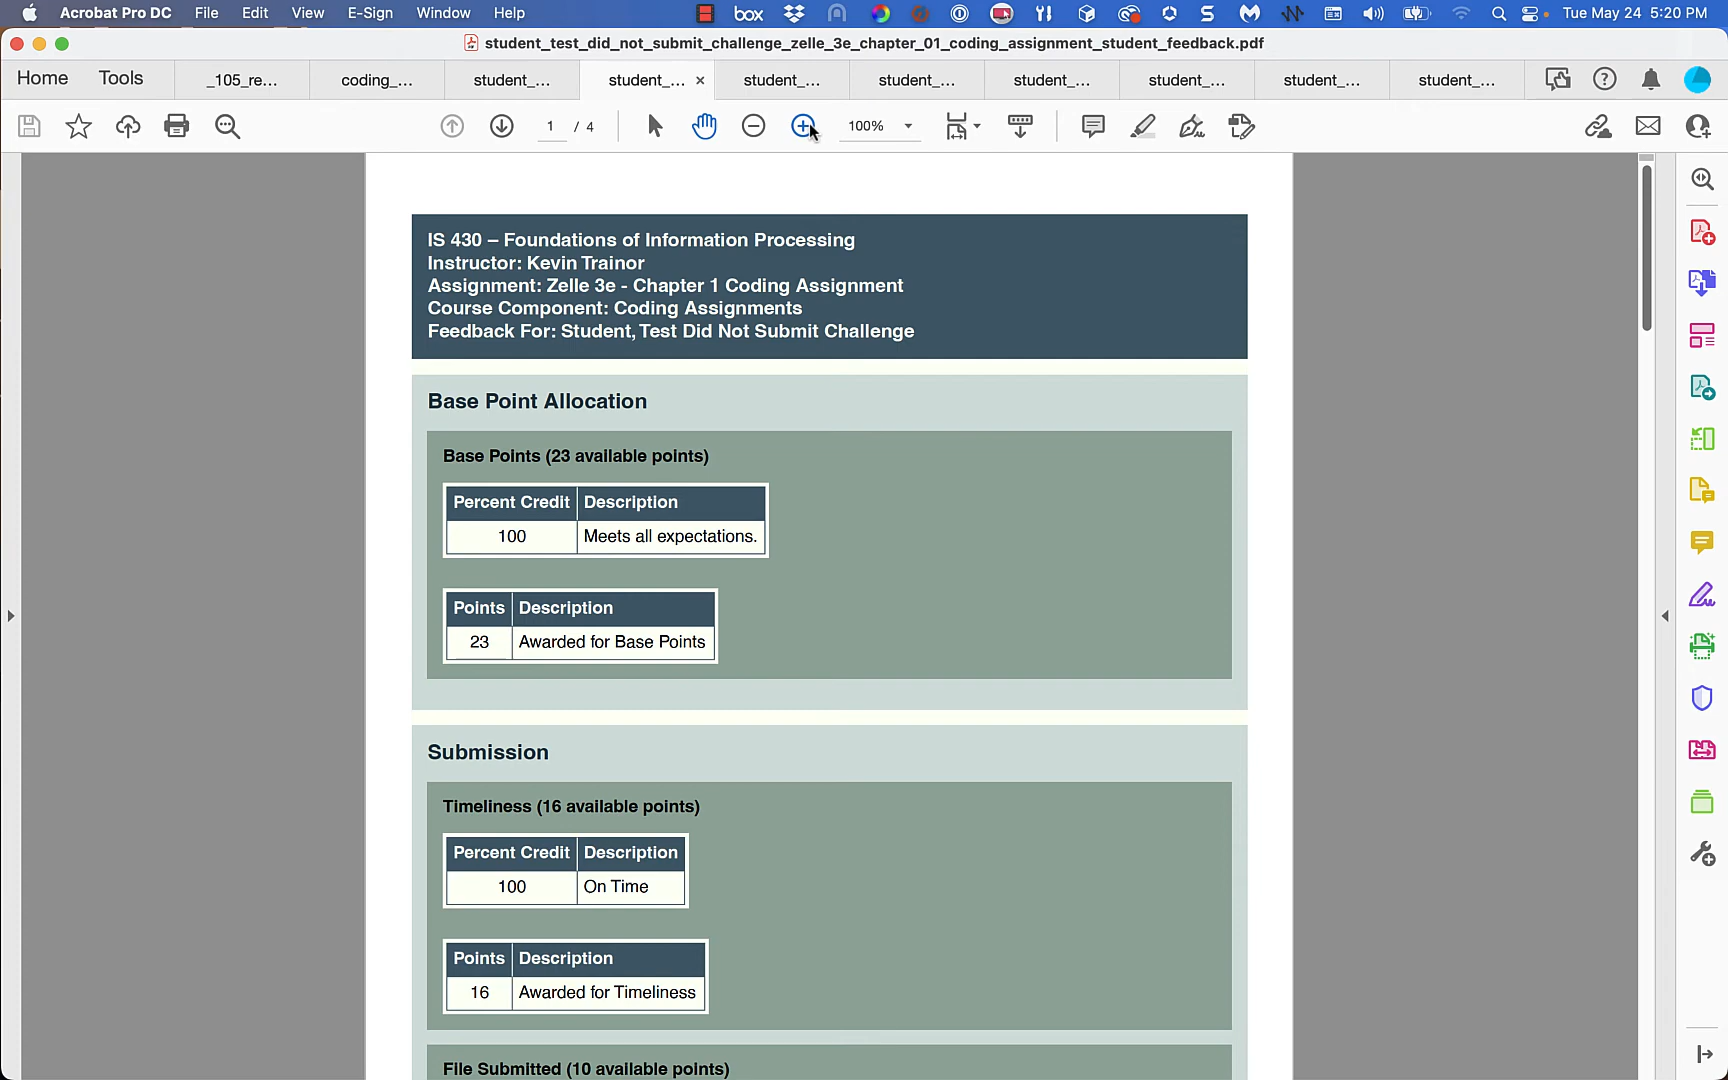 Acrobat Pro DC File Edit View E-Sign Window Help box Tue May 24 5:20 PM
student_test_did_not_submit_challenge_zelle_3e_chapter_01_coding_assignment_student_feedback.pdf
Home Tools _105_re... coding_... student_... student_... × student_... student_... student_... student_... student_... student_...
1 / 4 100%
IS 430 – Foundations of Information Processing
Instructor: Kevin Trainor
Assignment: Zelle 3e - Chapter 1 Coding Assignment
Course Component: Coding Assignments
Feedback For: Student, Test Did Not Submit Challenge
Base Point Allocation
Base Points (23 available points)
Percent Credit Description
100 Meets all expectations.
Points Description
23 Awarded for Base Points
Submission
Timeliness (16 available points)
Percent Credit Description
100 On Time
Points Description
16 Awarded for Timeliness
File Submitted (10 available points)